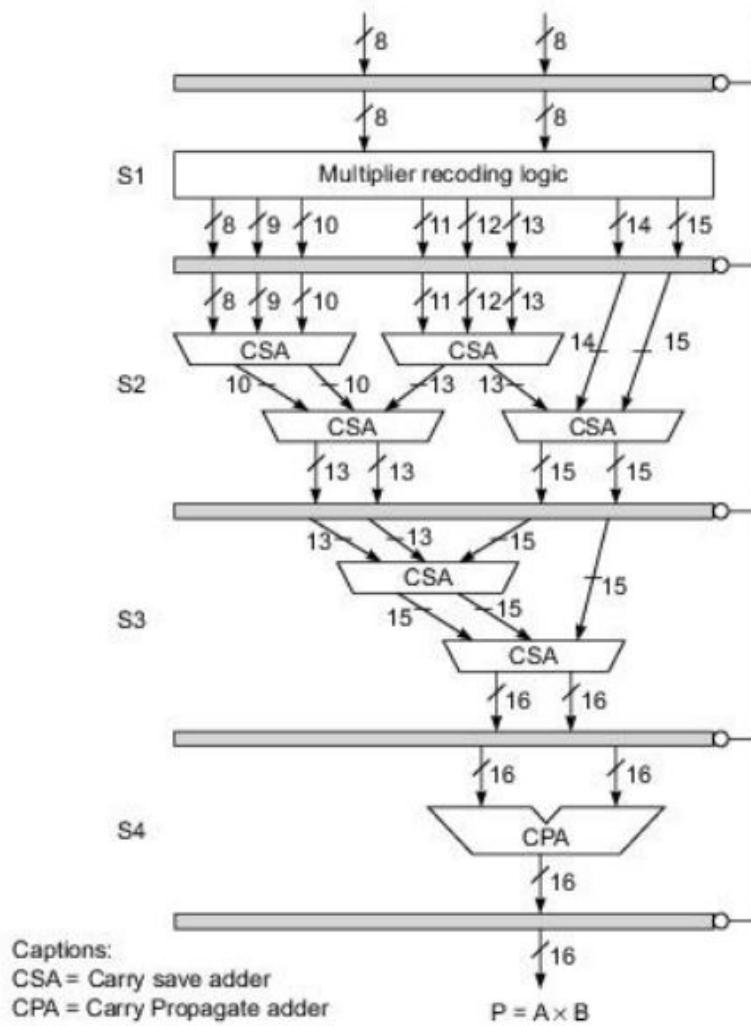 8 8
8 8
S1 Multiplier recoding logic
8 9 10 11 12 13 14 15
8 9 10 11 12 13
CSA CSA 14 15
S2 10 10 13 13
CSA CSA
13 13 15 15
13 13 15
CSA 15
S3 15 15
CSA
16 16
16 16
S4 CPA
16
Captions: 16
CSA = Carry save adder
CPA = Carry Propagate adder P = A × B